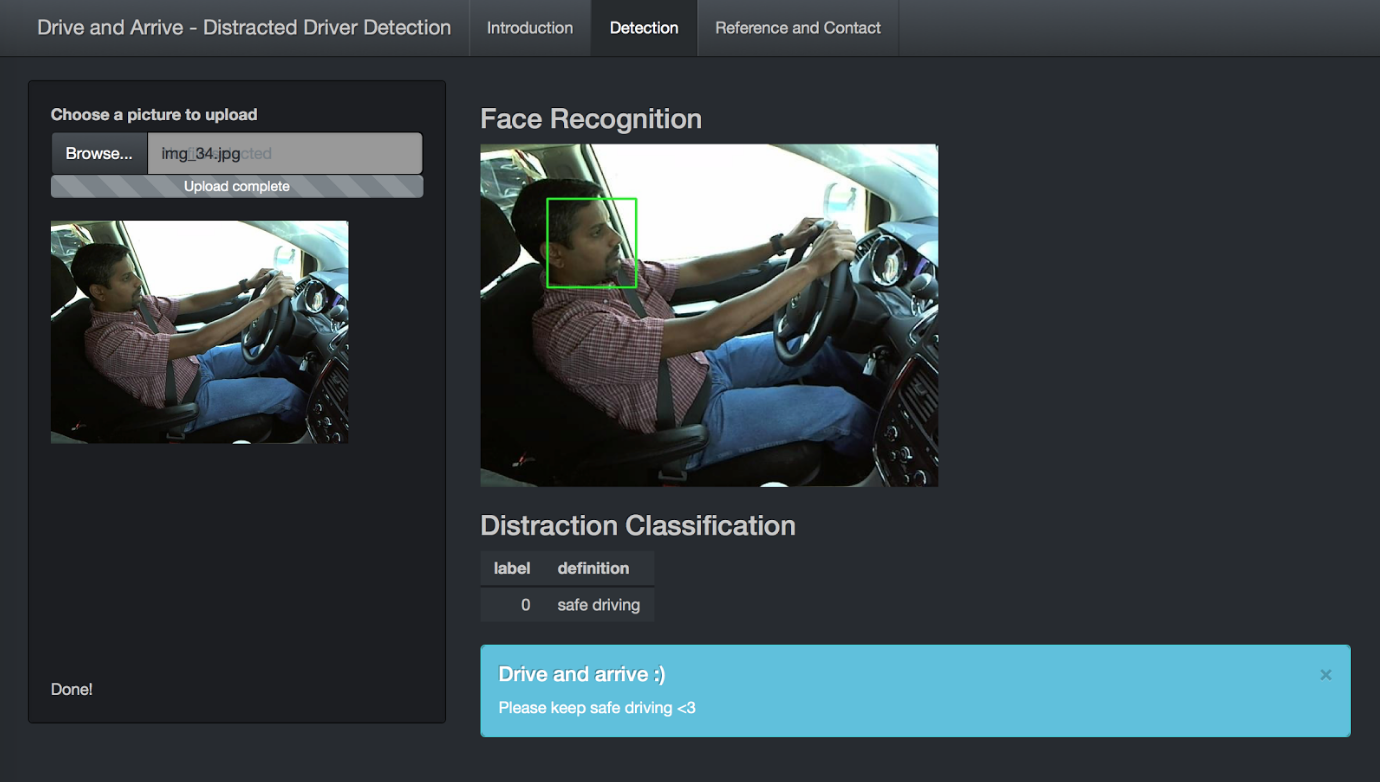 Drive and Arrive - Distracted Driver Detection
Introduction
Detection
Reference and Contact
Choose a picture to upload
Browse...
img_34.jpg
Upload complete
Done!
Face Recognition
Distraction Classification
label definition
0 safe driving
Drive and arrive :)
×
Please keep safe driving <3